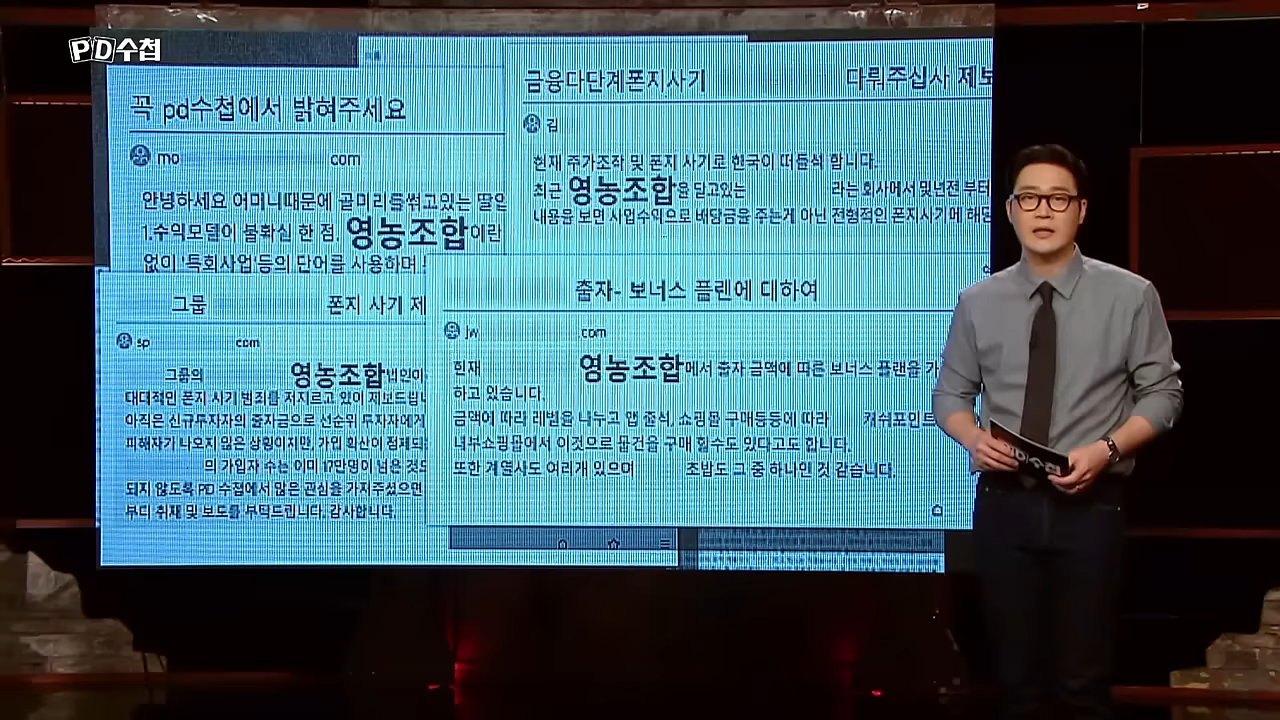 PD수첩
꼭 pd수첩에서 밝혀주세요
mo com
안녕하세요 어머니때문에 골머리를썩고있는 딸인
1.수익모델이 불확실 한 점. 영농조합이란
없이 '특회사업'등의 단어를 사용하며
금융다단계폰지사기 다뤄주십사 제보
김
현재 주가조작 및 폰지 사기로 한국이 떠들석 합니다.
최근 영농조합을 달고있는 라는 회사에서 몇년전 부터
내용을 보면 사업수익으로 배당금을 주는게 아닌 전형적인 폰지사기에 해당
그룹 폰지 사기 제
sp com
그룹의 영농조합법인이
대대적인 폰지 사기 범죄를 저지르고 있어 제보드립니
아직은 신규투자자의 출자금으로 선순위 투자자에게
피해자가 나오지 않은 상황이지만, 가입 확산이 점제되
의 가입자 수는 이미 17만명이 넘은 것으
되지 않도록 PD 수첩에서 많은 관심을 가져주셨으면
부디 취재 및 보도를 부탁드립니다. 감사합니다.
출자- 보너스 플랜에 대하여
jw .com
현재 영농조합에서 출자 금액에 따른 보너스 플랜을 가
하고 있습니다.
금액에 따라 레벨을 나누고 앱 출석, 쇼핑몰 구매등등에 따라 캐쉬포인트
내부쇼핑몰에서 이것으로 물건을 구매 할수도 있다고도 합니다.
또한 계열사도 여러개 있으며 초밥도 그 중 하나인 것 같습니다.
PD수첩